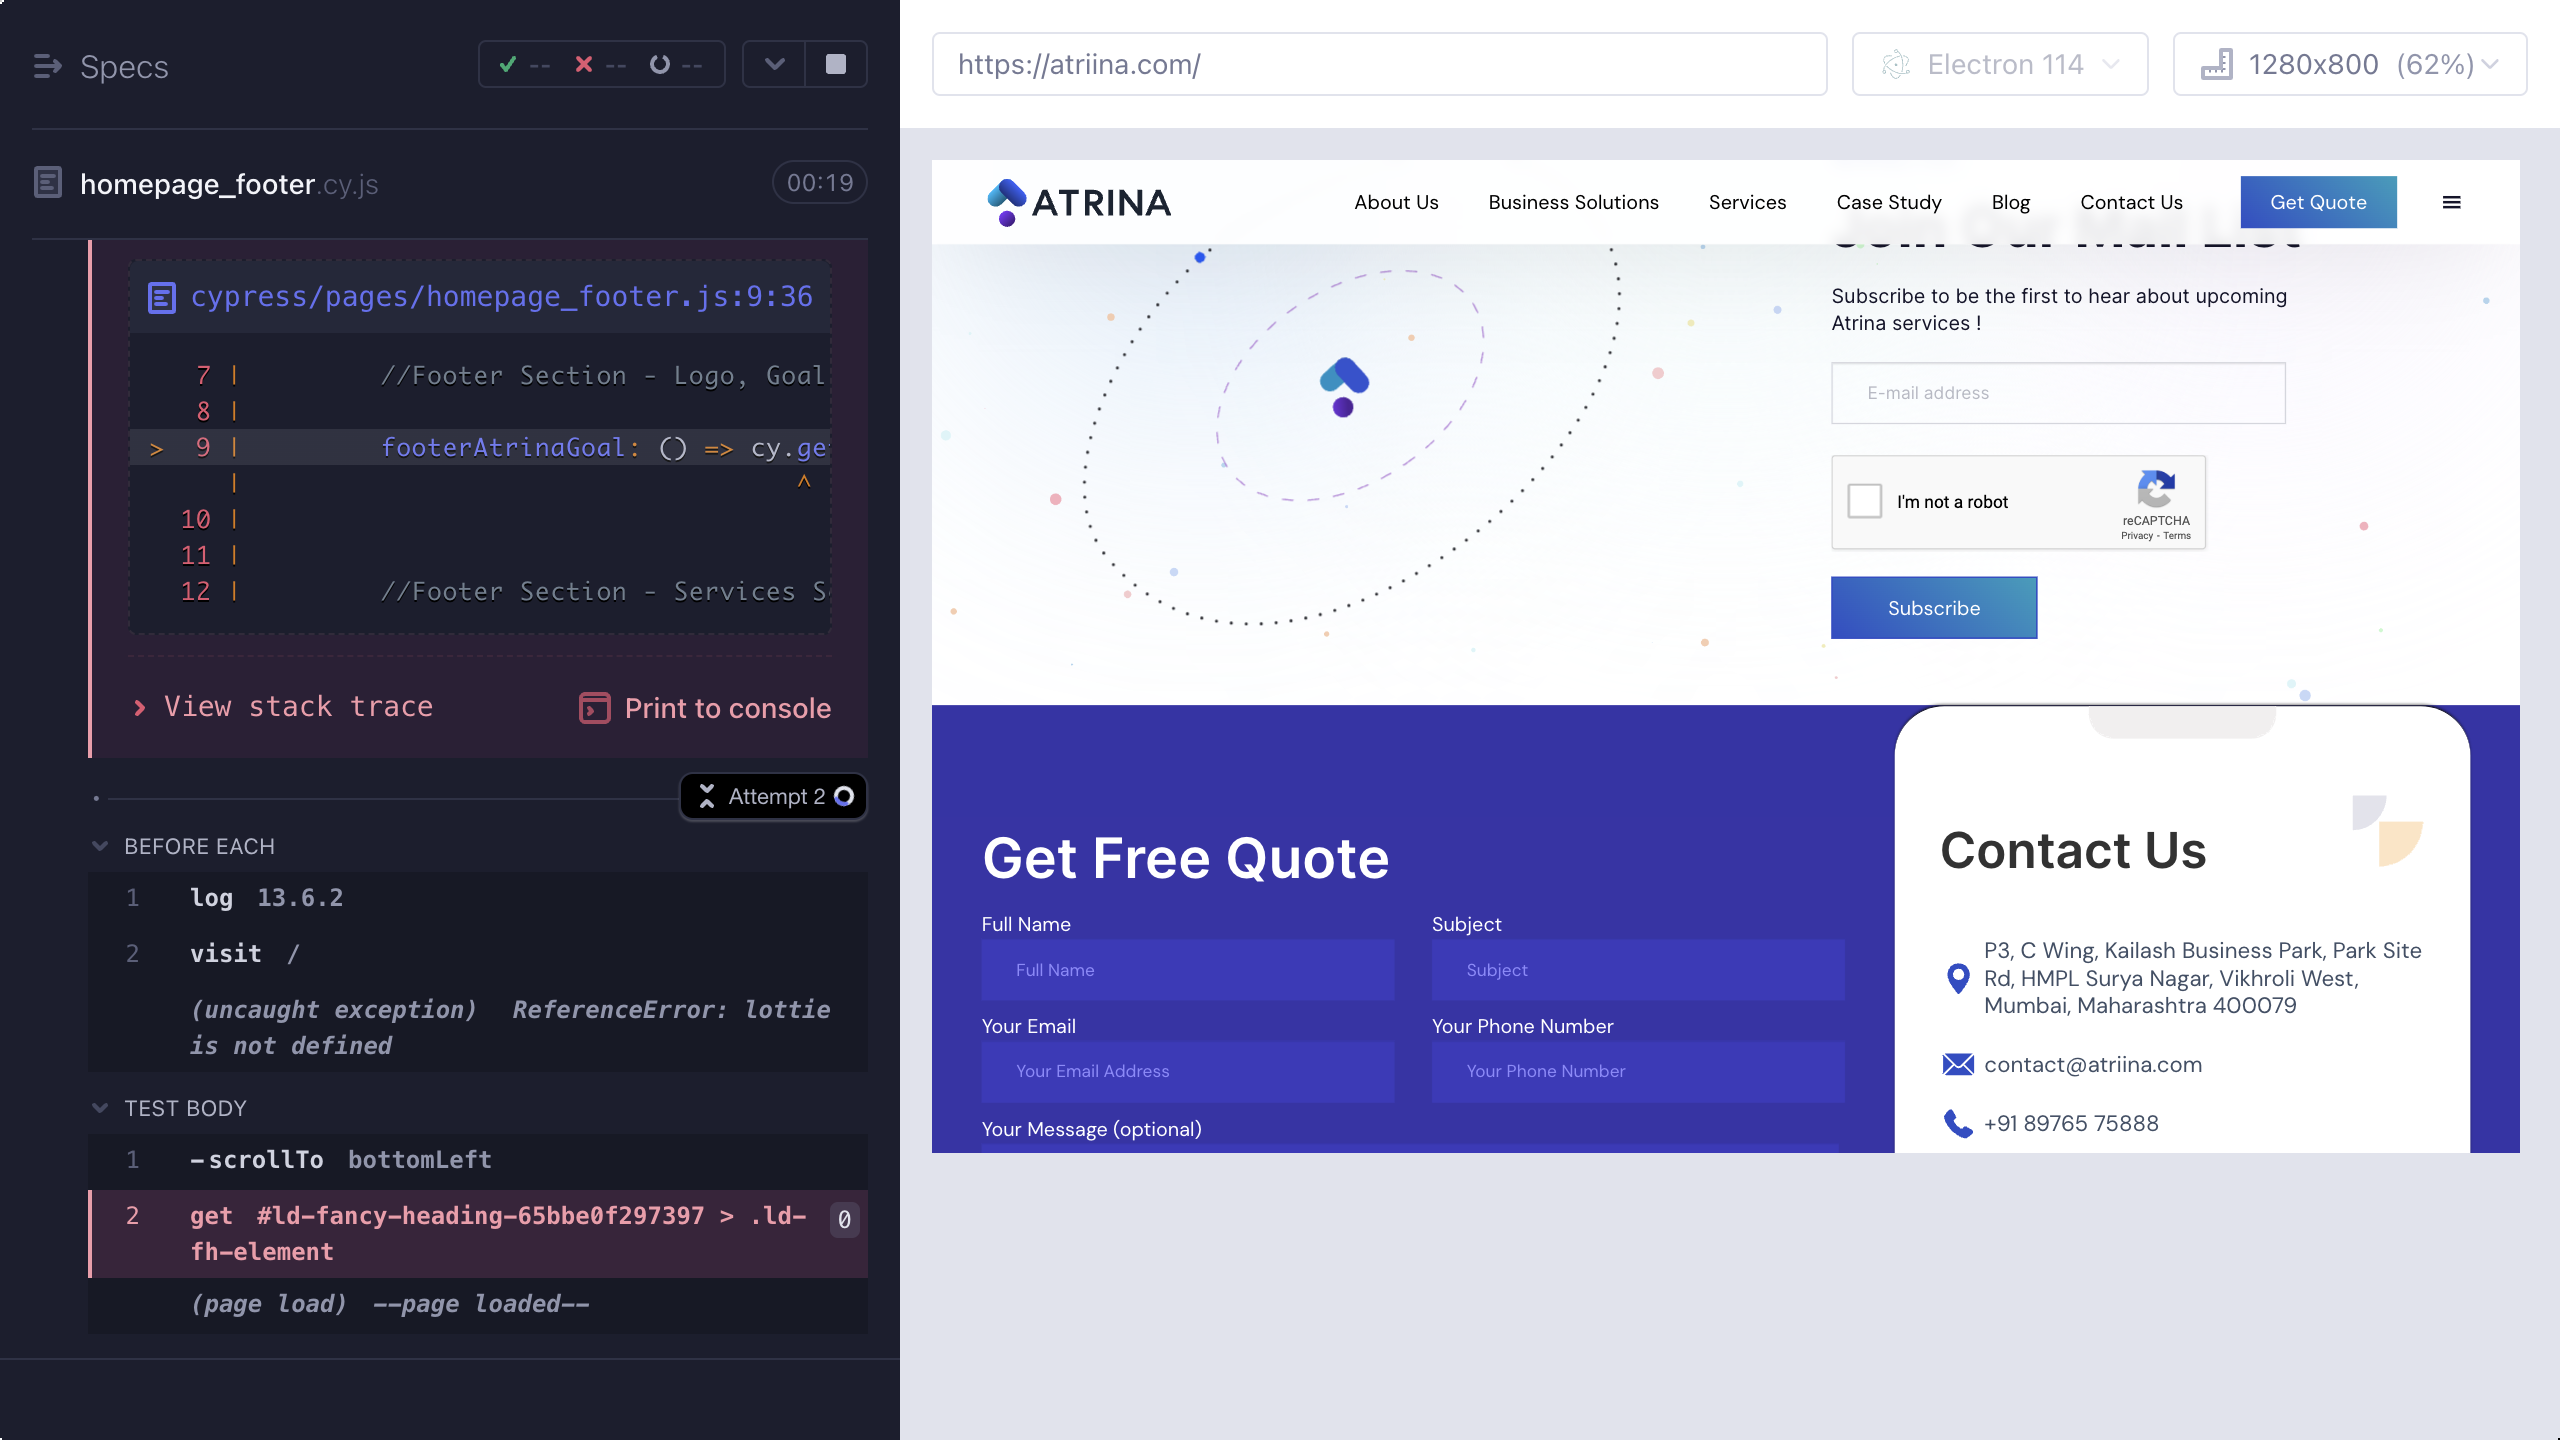 Specs
--
--
--
homepage_footer.cy.js
00:19
cypress/pages/homepage_footer.js:9:36
7 | //Footer Section - Logo, Goal
8 |
> 9 | footerAtrinaGoal: () => cy.ge
| ^
10 |
11 |
12 | //Footer Section - Services S
View stack trace
Print to console
Attempt 2
BEFORE EACH
1 log 13.6.2
2 visit /
(uncaught exception) ReferenceError: lottie
is not defined
TEST BODY
1 -scrollTo bottomLeft
2 get #ld-fancy-heading-65bbe0f297397 > .ld-
fh-element
0
(page load) --page loaded--
https://atriina.com/
Electron 114
1280x800 (62%)
ATRINA
About Us
Business Solutions
Services
Case Study
Blog
Contact Us
Get Quote
Join Our Mail List
Subscribe to be the first to hear about upcoming
Atrina services !
E-mail address
I'm not a robot
reCAPTCHA
Privacy - Terms
Subscribe
Get Free Quote
Full Name
Subject
Full Name
Subject
Your Email
Your Phone Number
Your Email Address
Your Phone Number
Your Message (optional)
Contact Us
P3, C Wing, Kailash Business Park, Park Site
Rd, HMPL Surya Nagar, Vikhroli West,
Mumbai, Maharashtra 400079
contact@atriina.com
+91 89765 75888